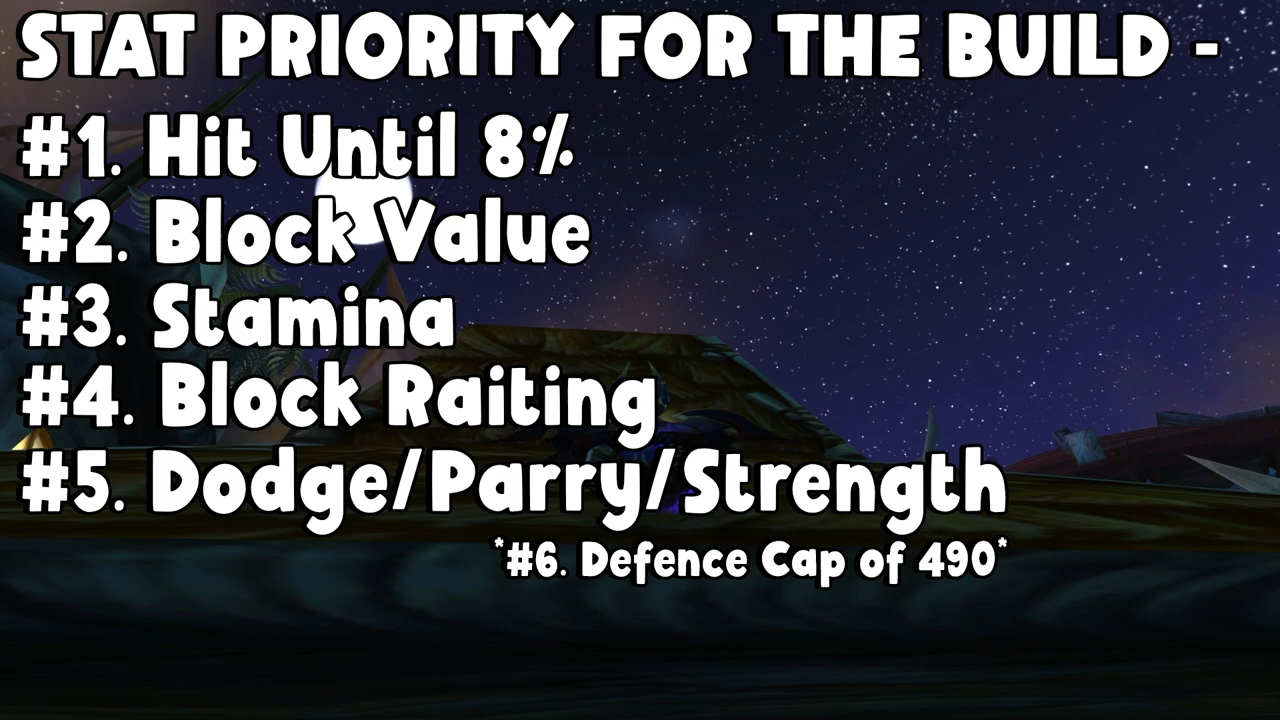 STAT PRIORITY FOR THE BUILD -
#1. Hit Until 8%
#2. Block Value
#3. Stamina
#4. Block Raiting
#5. Dodge/Parry/Strength
*#6. Defence Cap of 490*